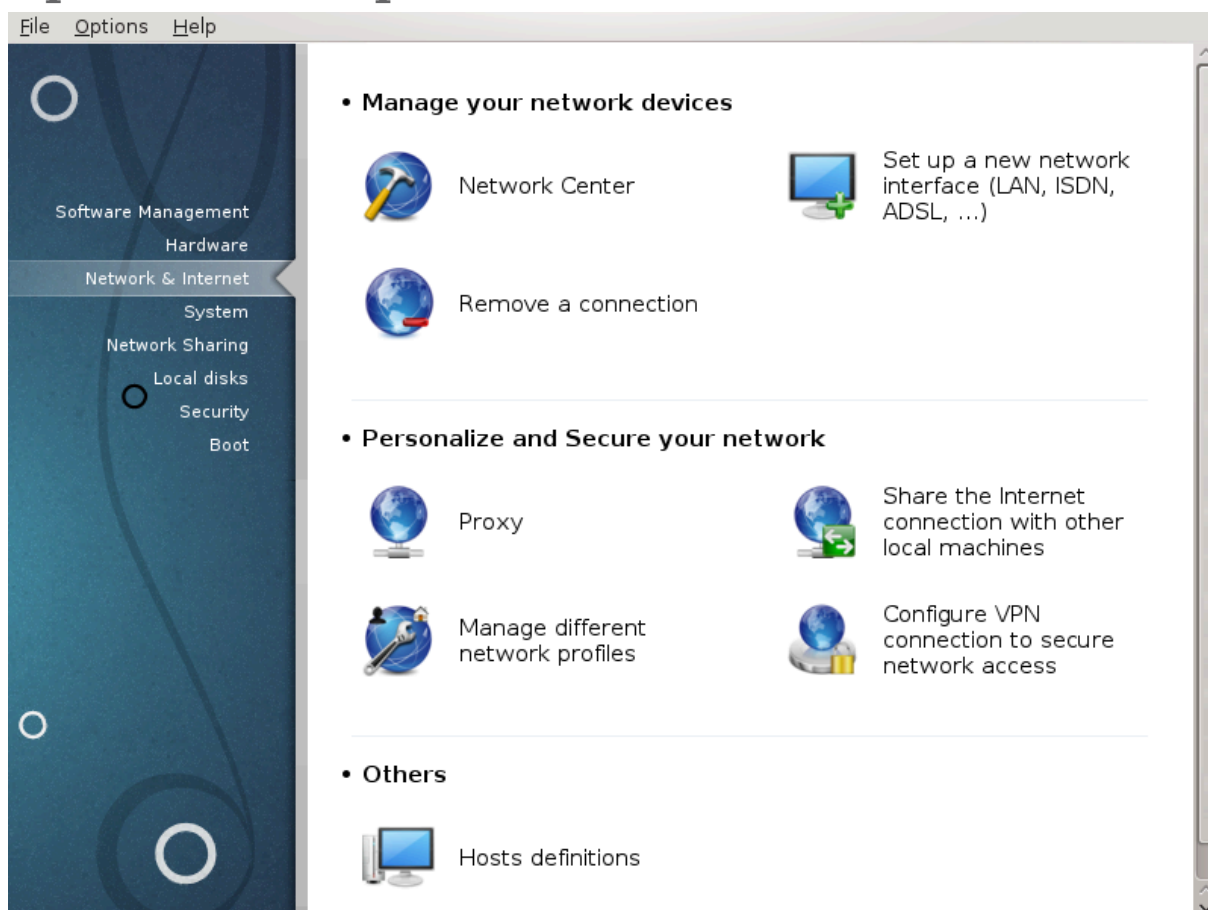 File Options Help
Software Management
Hardware
Network & Internet
System
Network Sharing
Local disks
Security
Boot
• Manage your network devices
Network Center
Set up a new network
interface (LAN, ISDN,
ADSL, ...)
Remove a connection
• Personalize and Secure your network
Proxy
Share the Internet
connection with other
local machines
Manage different
network profiles
Configure VPN
connection to secure
network access
• Others
Hosts definitions